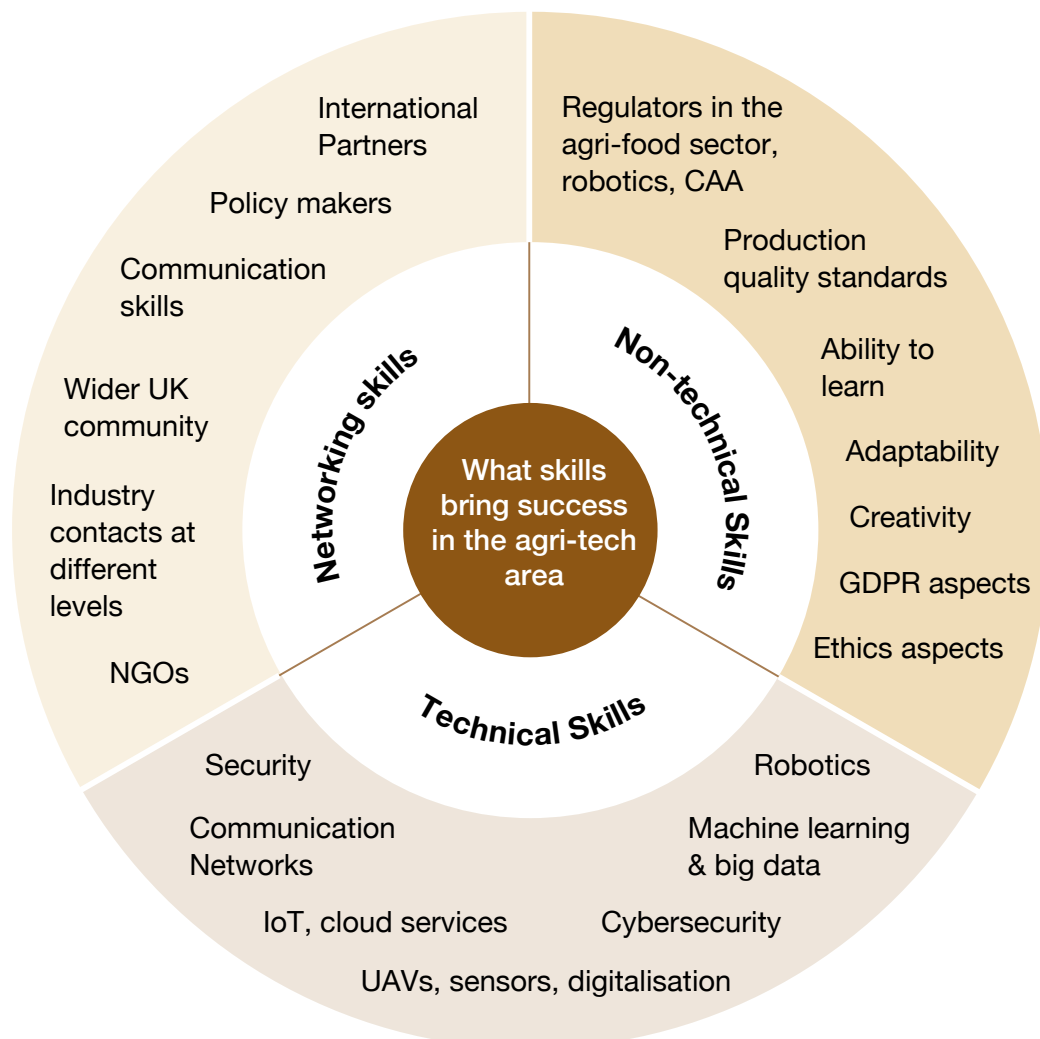 What skills
bring success
in the agri-tech
area
Networking skills
International
Partners
Policy makers
Communication
skills
Wider UK
community
Industry
contacts at
different
levels
NGOs
Non-technical Skills
Regulators in the
agri-food sector,
robotics, CAA
Production
quality standards
Ability to
learn
Adaptability
Creativity
GDPR aspects
Ethics aspects
Technical Skills
Security
Communication
Networks
IoT, cloud services
UAVs, sensors, digitalisation
Cybersecurity
Machine learning
& big data
Robotics